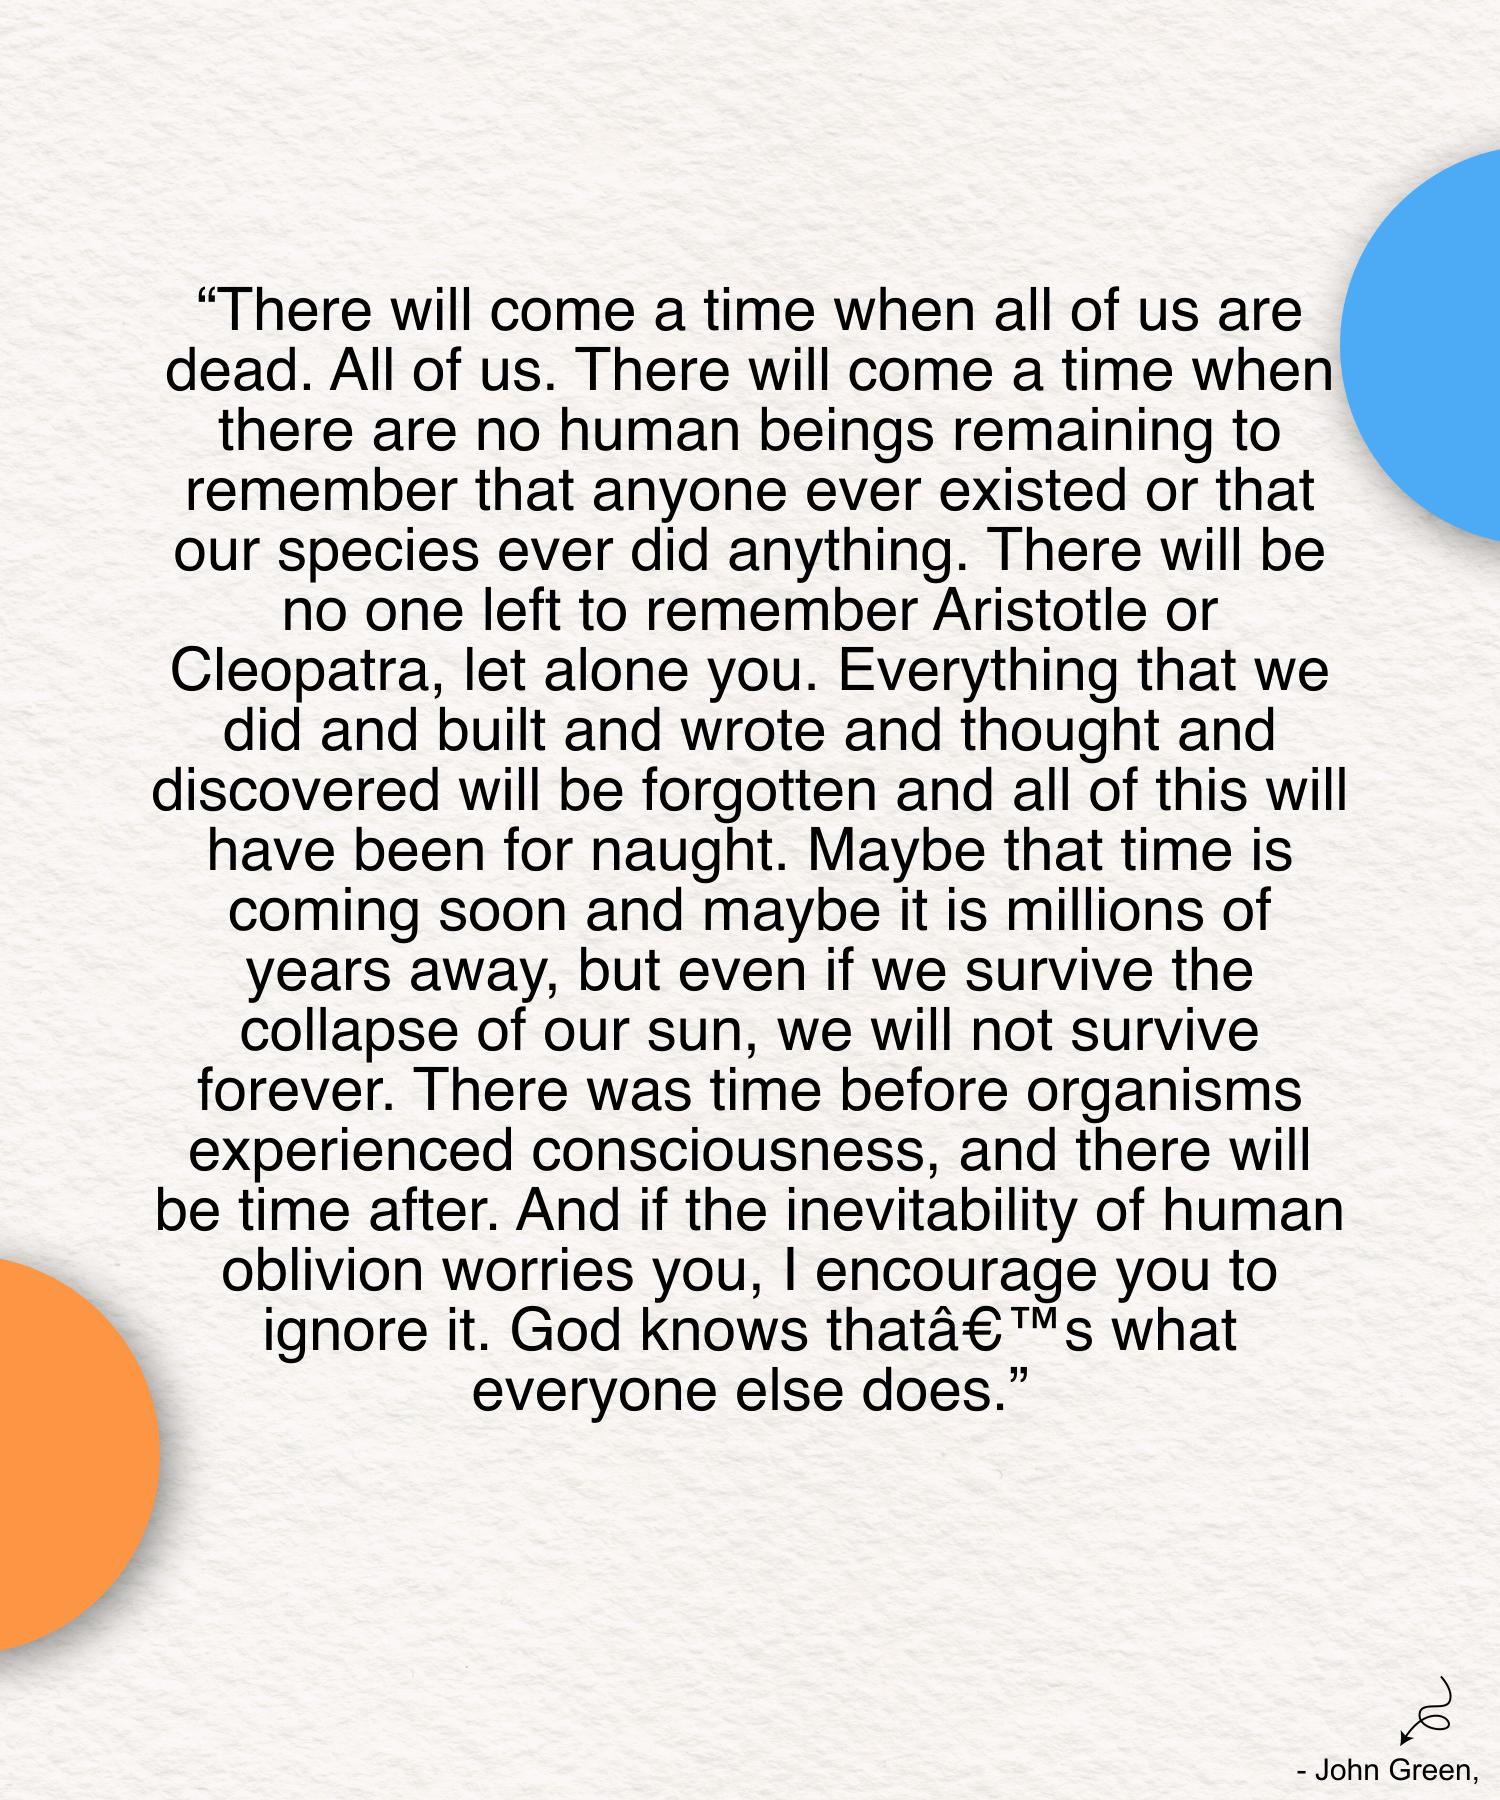 “There will come a time when all of us are
dead. All of us. There will come a time when
there are no human beings remaining to
remember that anyone ever existed or that
our species ever did anything. There will be
no one left to remember Aristotle or
Cleopatra, let alone you. Everything that we
did and built and wrote and thought and
discovered will be forgotten and all of this will
have been for naught. Maybe that time is
coming soon and maybe it is millions of
years away, but even if we survive the
collapse of our sun, we will not survive
forever. There was time before organisms
experienced consciousness, and there will
be time after. And if the inevitability of human
oblivion worries you, I encourage you to
ignore it. God knows thatâ€™s what
everyone else does.”
- John Green,